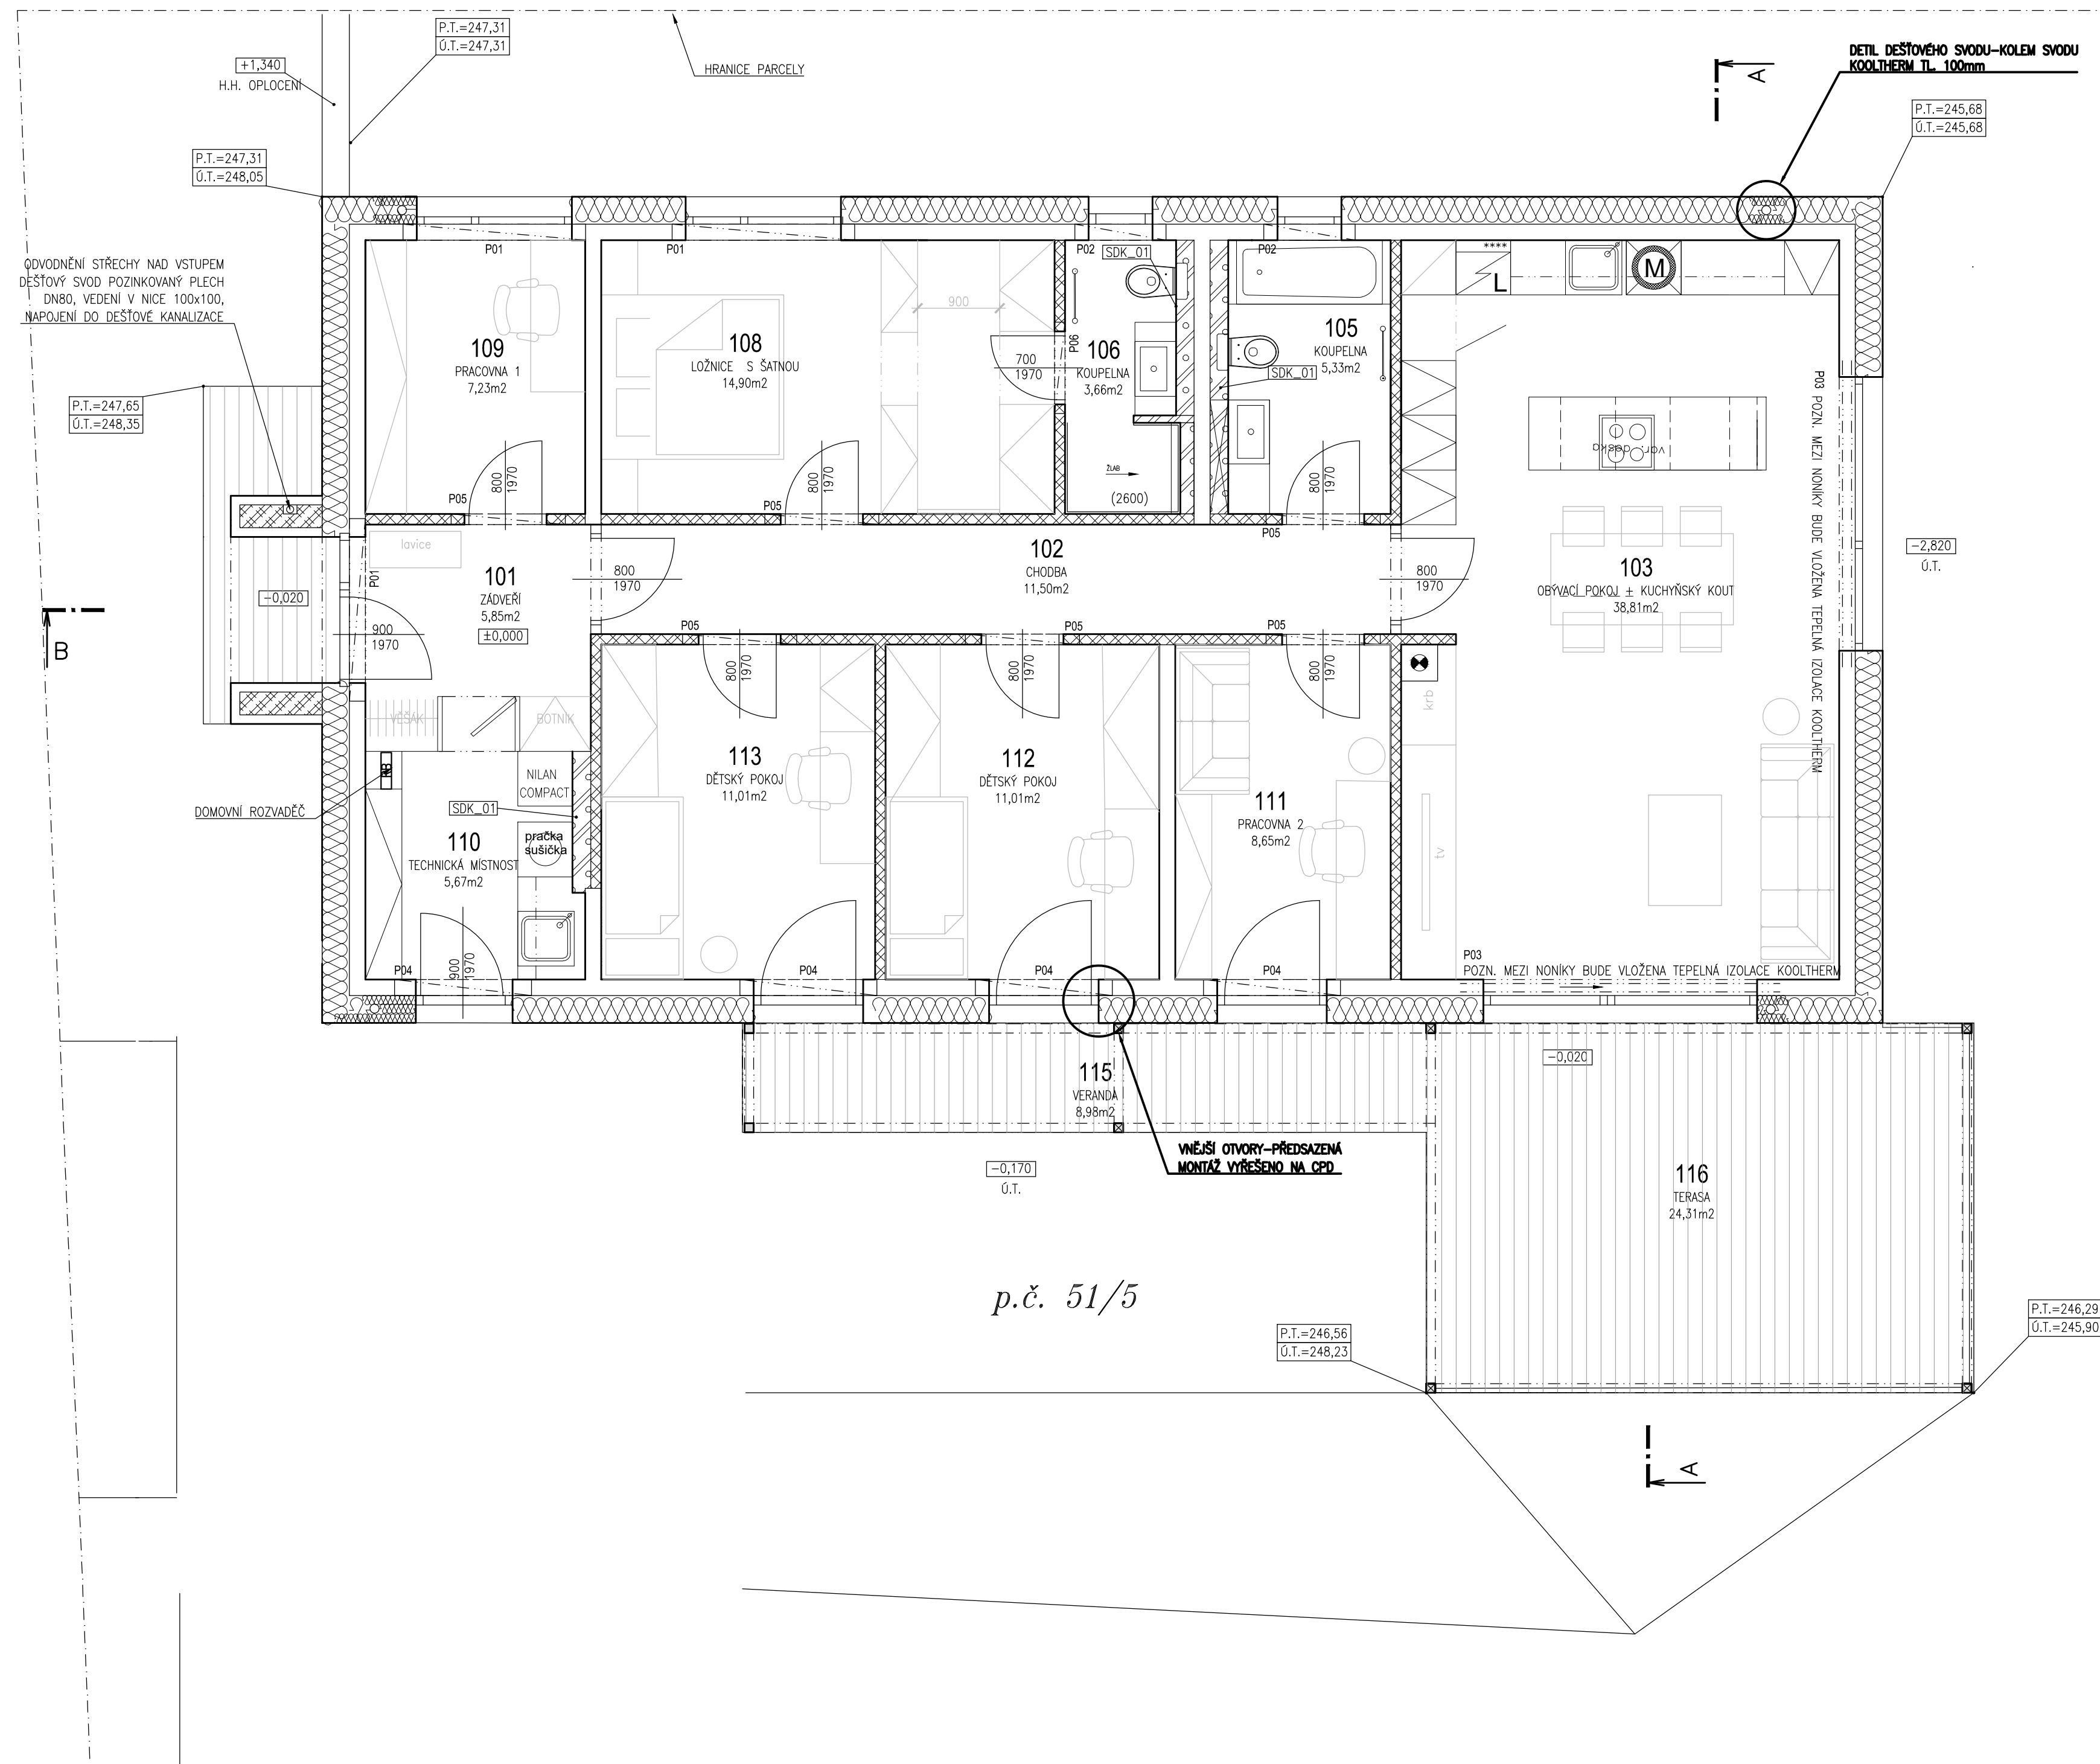 P.T.=247,31
Ú.T.=247,31
+1,340
H.H. OPLOCENÍ
HRANICE PARCELY
A
DETIL DEŠŤOVÉHO SVODU-KOLEM SVODU
KOOLTHERM TL. 100mm
P.T.=245,68
Ú.T.=245,68
P.T.=247,31
Ú.T.=248,05
ODVODNĚNÍ STŘECHY NAD VSTUPEM
DEŠŤOVÝ SVOD POZINKOVANÝ PLECH
DN80, VEDENÍ V NICE 100x100,
NAPOJENÍ DO DEŠŤOVÉ KANALIZACE
P.T.=247,65
Ú.T.=248,35
P01
109
PRACOVNA 1
7,23m2
P05
800
1970
P01
108
LOŽNICE S ŠATNOU
14,90m2
900
P05
800
1970
700
1970
P06
P02
SDK_01
106
KOUPELNA
3,66m2
ŽLAB
(2600)
P02
105
KOUPELNA
5,33m2
SDK_01
800
1970
P05
****
L
M
var. deska
P03 POZN. MEZI NONIKY BUDE VLOŽENA TEPELNÁ IZOLACE KOOLTHERM
-2,820
Ú.T.
lavice
P01
101
ZÁDVEŘÍ
5,85m2
±0,000
-0,020
900
1970
B
800
1970
102
CHODBA
11,50m2
800
1970
103
OBÝVACÍ POKOJ + KUCHYŇSKÝ KOUT
38,81m2
P05
P05
P05
800
1970
800
1970
800
1970
VĚŠÁK
BOTNÍK
RB
NILAN
COMPACT
DOMOVNÍ ROZVADĚČ
SDK_01
pračka
sušička
110
TECHNICKÁ MÍSTNOST
5,67m2
P04
900
1970
113
DĚTSKÝ POKOJ
11,01m2
P04
112
DĚTSKÝ POKOJ
11,01m2
P04
111
PRACOVNA 2
8,65m2
P04
krb
tv
P03
POZN. MEZI NONÍKY BUDE VLOŽENA TEPELNÁ IZOLACE KOOLTHERM
-0,020
115
VERANDA
8,98m2
VNĚJŠÍ OTVORY-PŘEDSAZENÁ
MONTÁŽ VYŘEŠENO NA CPD
-0,170
Ú.T.
116
TERASA
24,31m2
p.č. 51/5
P.T.=246,56
Ú.T.=248,23
P.T.=246,29
Ú.T.=245,90
A